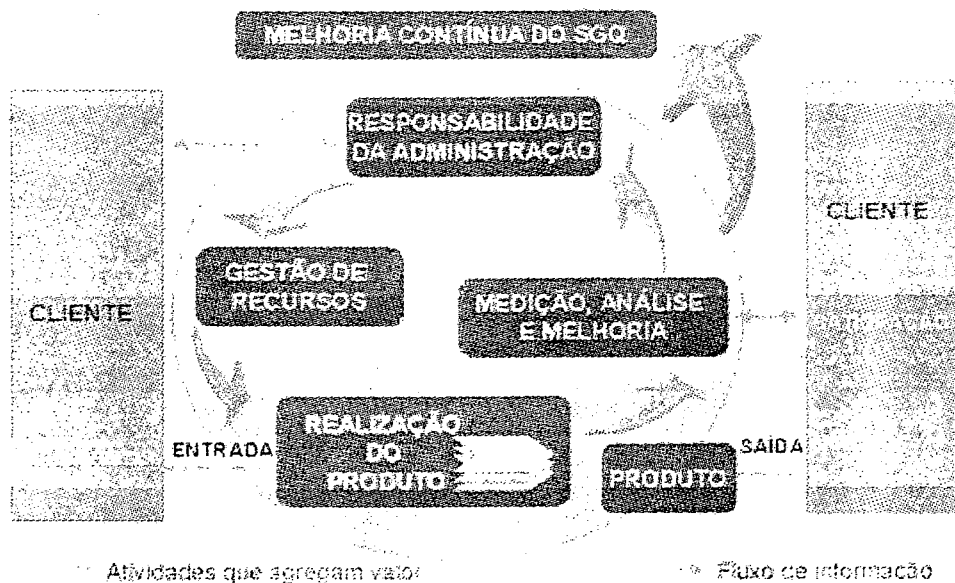 MELHORIA CONTÍNUA DO SGQ
RESPONSABILIDADE
DA ADMINISTRAÇÃO
CLIENTE
GESTÃO DE
RECURSOS
CLIENTE
MEDIÇÃO, ANÁLISE
E MELHORIA
REALIZAÇÃO
DO
PRODUTO
ENTRADA
PRODUTO
SAÍDA
Atividades que agregam valor
Fluxo de informação